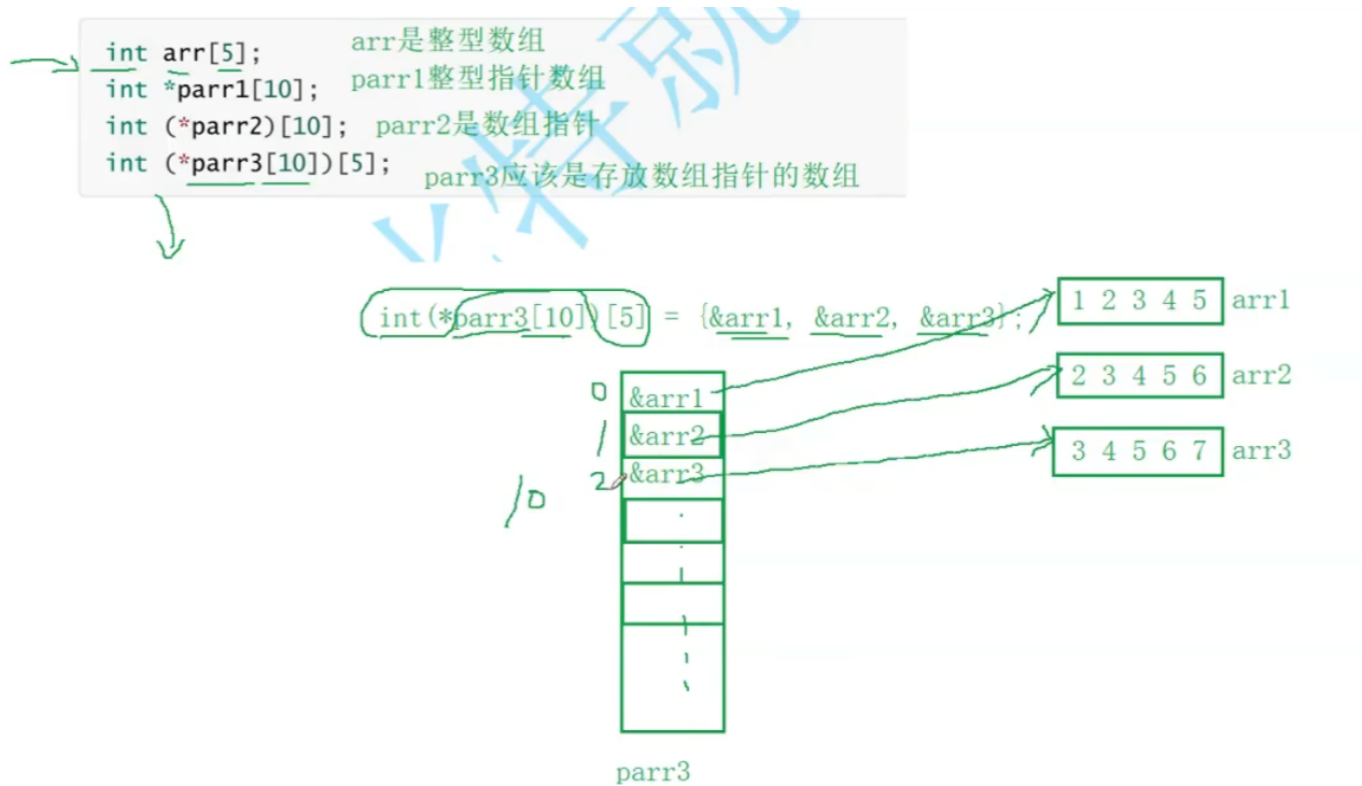 int arr[5]; arr是整型数组
int *parr1[10]; parr1整型指针数组
int (*parr2)[10]; parr2是数组指针
int (*parr3[10])[5]; parr3应该是存放数组指针的数组
特就
int(*parr3[10])[5] = {&arr1, &arr2, &arr3};
1 2 3 4 5 arr1
2 3 4 5 6 arr2
3 4 5 6 7 arr3
0 &arr1
1 &arr2
2 &arr3
10
parr3